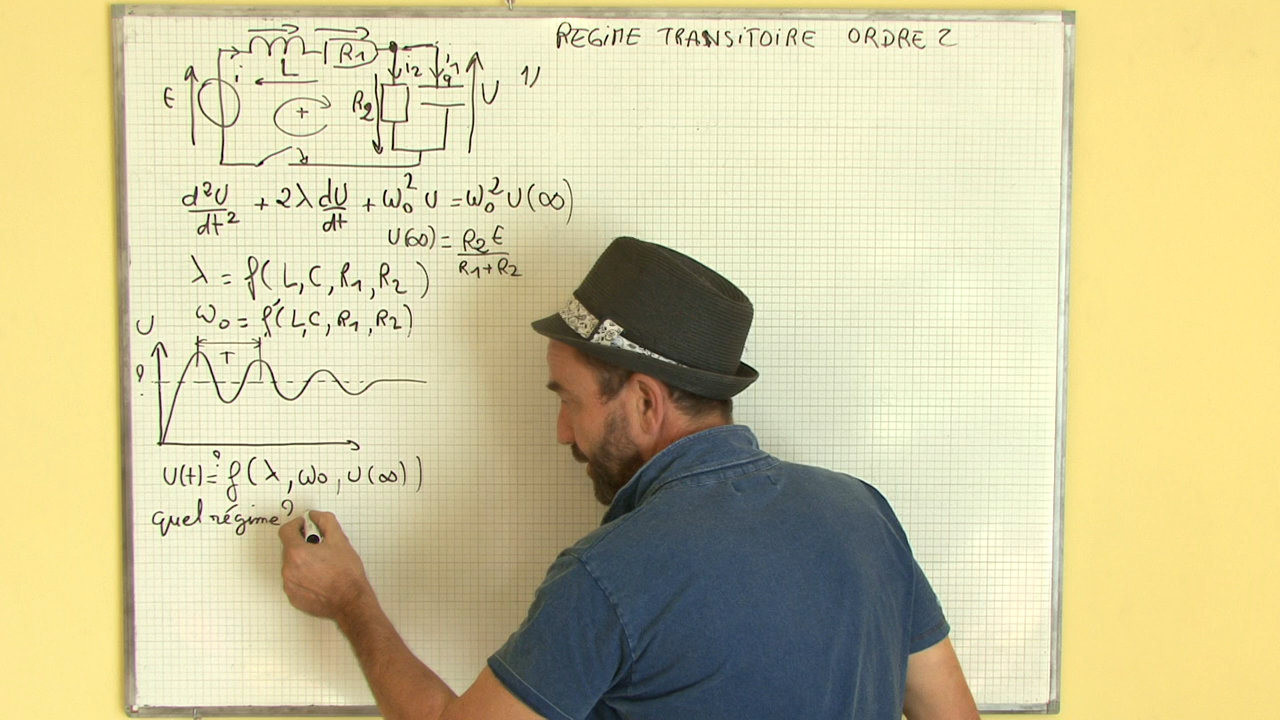 REGIME TRANSITOIRE ORDRE 2
E i L R1 i2 i1
+ R2 q U 1)
d²U/dt² + 2λ dU/dt + ω0² U = ω0² U(∞)
U(∞) = R2 E / R1+R2
λ = f(L, C, R1, R2)
ω0 = f'(L, C, R1, R2)
U
T
?
U(t) = f(λ, ω0, U(∞))
quel régime?